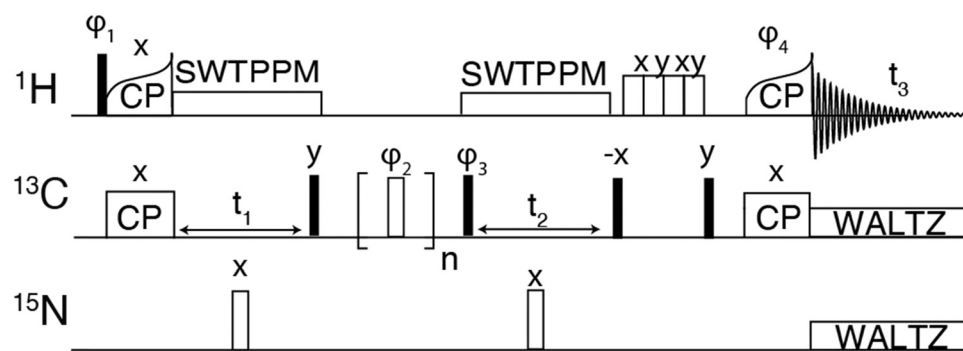 φ₁ x φ₄
¹H CP SWTPPM SWTPPM x y x y CP t₃
¹³C x y φ₂ φ₃ -x y x
CP t₁ t₂ CP WALTZ
n
x x
¹⁵N WALTZ